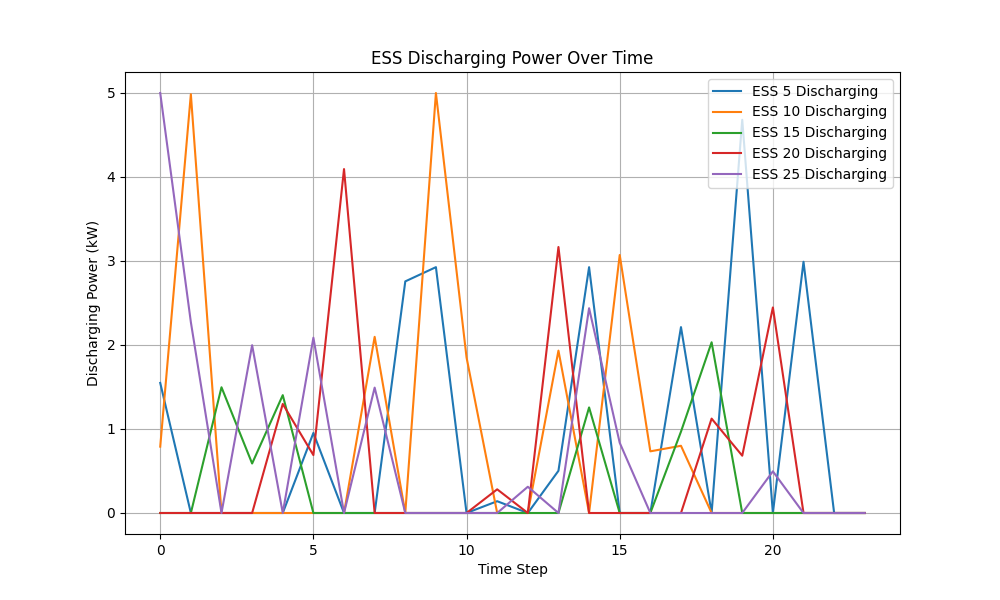 ESS Discharging Power Over Time
ESS 5 Discharging
ESS 10 Discharging
ESS 15 Discharging
ESS 20 Discharging
ESS 25 Discharging
Discharging Power (kW)
5
4
3
2
1
0
0 5 10 15 20
Time Step